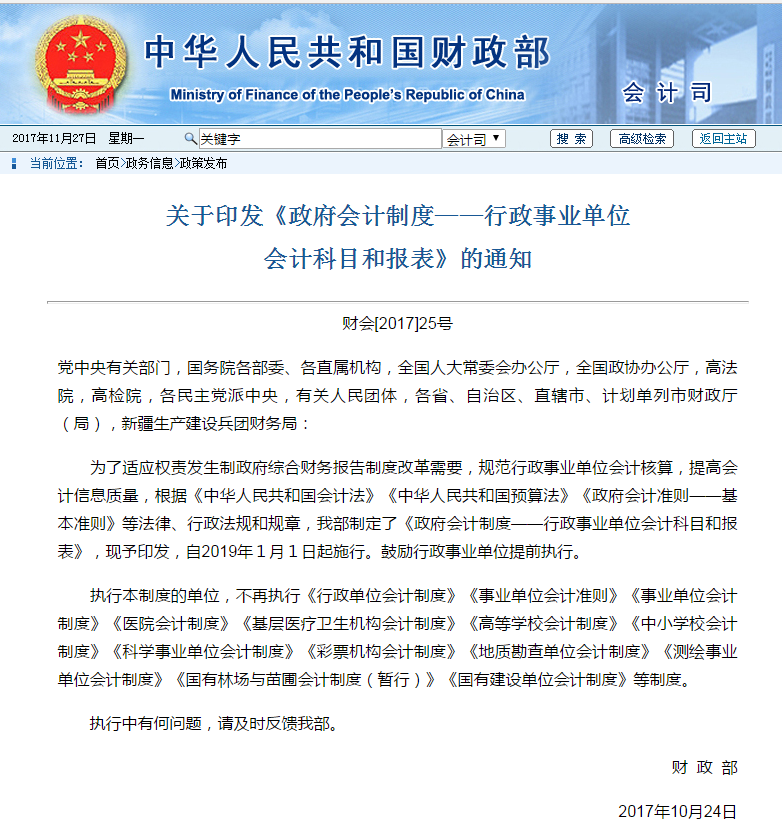 中华人民共和国财政部
Ministry of Finance of the People's Republic of China
会计司
2017年11月27日 星期一 关键字 会计司 ▼ 搜 索 高级检索 返回主站
当前位置： 首页>政务信息>政策发布
关于印发《政府会计制度——行政事业单位
会计科目和报表》的通知
财会[2017]25号
党中央有关部门，国务院各部委、各直属机构，全国人大常委会办公厅，全国政协办公厅，高法
院，高检院，各民主党派中央，有关人民团体，各省、自治区、直辖市、计划单列市财政厅
（局），新疆生产建设兵团财务局：
为了适应权责发生制政府综合财务报告制度改革需要，规范行政事业单位会计核算，提高会
计信息质量，根据《中华人民共和国会计法》《中华人民共和国预算法》《政府会计准则——基
本准则》等法律、行政法规和规章，我部制定了《政府会计制度——行政事业单位会计科目和报
表》，现予印发，自2019年１月１日起施行。鼓励行政事业单位提前执行。
执行本制度的单位，不再执行《行政单位会计制度》《事业单位会计准则》《事业单位会计
制度》《医院会计制度》《基层医疗卫生机构会计制度》《高等学校会计制度》《中小学校会计
制度》《科学事业单位会计制度》《彩票机构会计制度》《地质勘查单位会计制度》《测绘事业
单位会计制度》《国有林场与苗圃会计制度（暂行）》《国有建设单位会计制度》等制度。
执行中有何问题，请及时反馈我部。
财 政 部
2017年10月24日